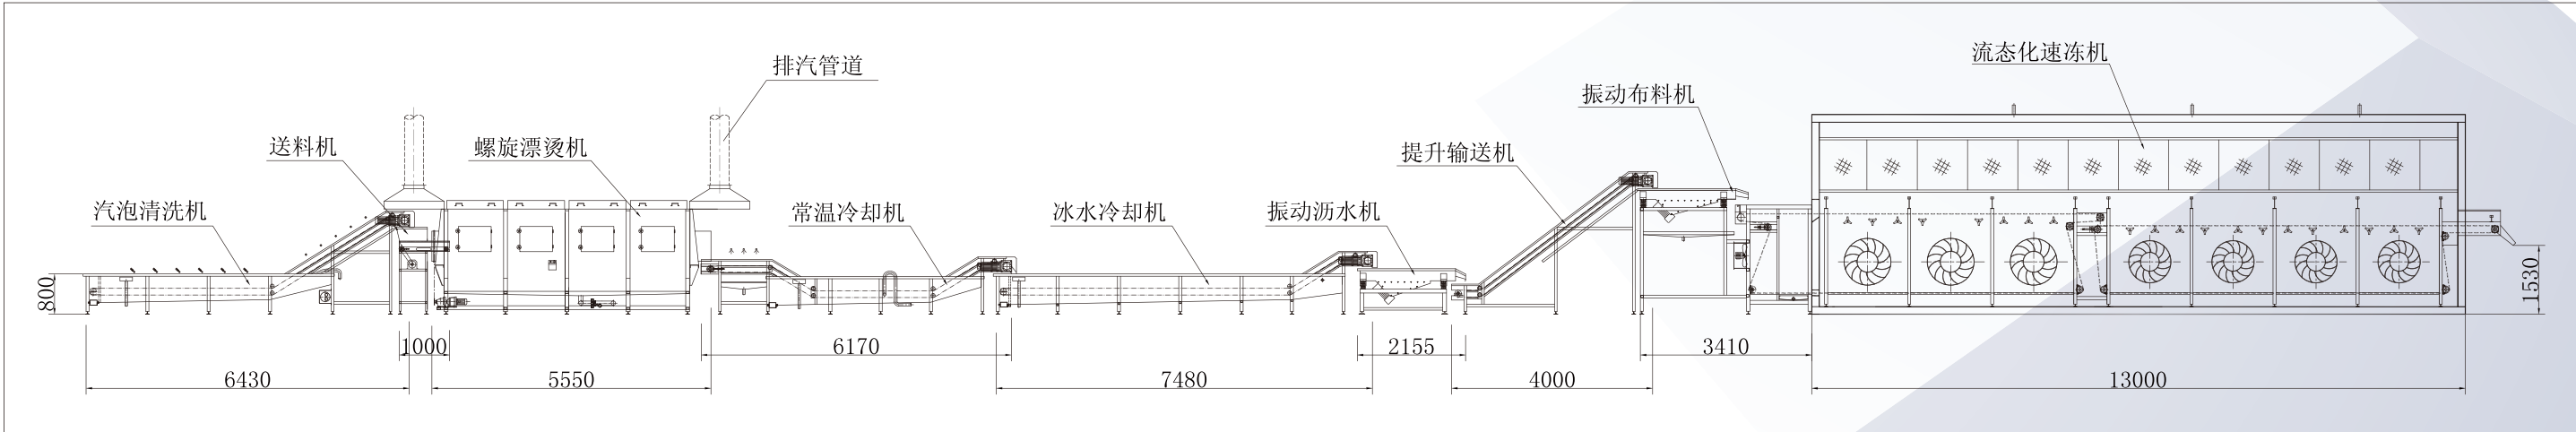 汽泡清洗机
送料机
螺旋漂烫机
排汽管道
常温冷却机
冰水冷却机
振动沥水机
提升输送机
振动布料机
流态化速冻机
800
1530
1000
6170
2155
3410
6430
5550
7480
4000
13000